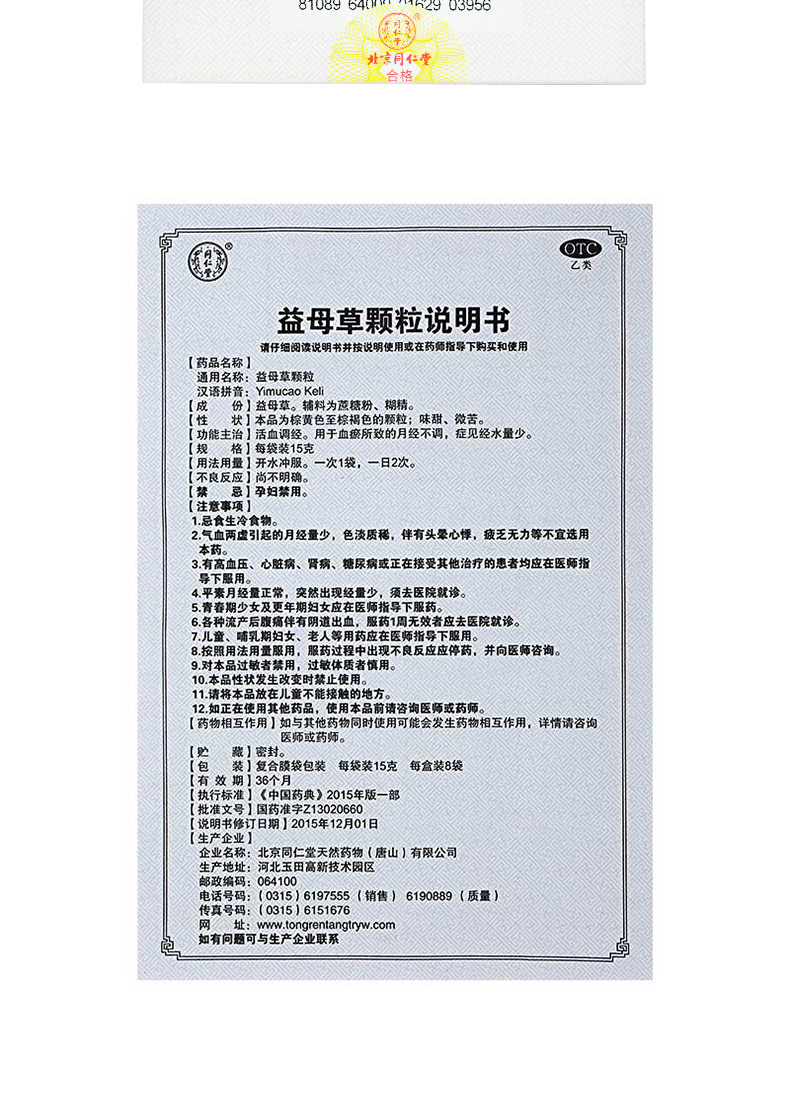 81089 64009 01629 03956
同仁堂
®
北京同仁堂
合格
同仁堂
®
OTC
乙类
益母草颗粒说明书
请仔细阅读说明书并按说明使用或在药师指导下购买和使用
【药品名称】
通用名称：益母草颗粒
汉语拼音：Yimucao Keli
【成　　份】益母草。辅料为蔗糖粉、糊精。
【性　　状】本品为棕黄色至棕褐色的颗粒；味甜、微苦。
【功能主治】活血调经。用于血瘀所致的月经不调，症见经水量少。
【规　　格】每袋装15克
【用法用量】开水冲服。一次1袋，一日2次。
【不良反应】尚不明确。
【禁　　忌】孕妇禁用。
【注意事项】
1.忌食生冷食物。
2.气血两虚引起的月经量少，色淡质稀，伴有头晕心悸，疲乏无力等不宜选用
本药。
3.有高血压、心脏病、肾病、糖尿病或正在接受其他治疗的患者均应在医师指
导下服用。
4.平素月经量正常，突然出现经量少，须去医院就诊。
5.青春期少女及更年期妇女应在医师指导下服药。
6.各种流产后腹痛伴有阴道出血，服药1周无效者应去医院就诊。
7.儿童、哺乳期妇女、老人等用药应在医师指导下服用。
8.按照用法用量服用，服药过程中出现不良反应应停药，并向医师咨询。
9.对本品过敏者禁用，过敏体质者慎用。
10.本品性状发生改变时禁止使用。
11.请将本品放在儿童不能接触的地方。
12.如正在使用其他药品，使用本品前请咨询医师或药师。
【药物相互作用】如与其他药物同时使用可能会发生药物相互作用，详情请咨询
医师或药师。
【贮　　藏】密封。
【包　　装】复合膜袋包装　每袋装15克　每盒装8袋
【有 效 期】36个月
【执行标准】《中国药典》2015年版一部
【批准文号】国药准字Z13020660
【说明书修订日期】2015年12月01日
【生产企业】
企业名称：北京同仁堂天然药物（唐山）有限公司
生产地址：河北玉田高新技术园区
邮政编码：064100
电话号码：（0315）6197555（销售） 6190889（质量）
传真号码：（0315）6151676
网　　址：www.tongrentangtryw.com
如有问题可与生产企业联系